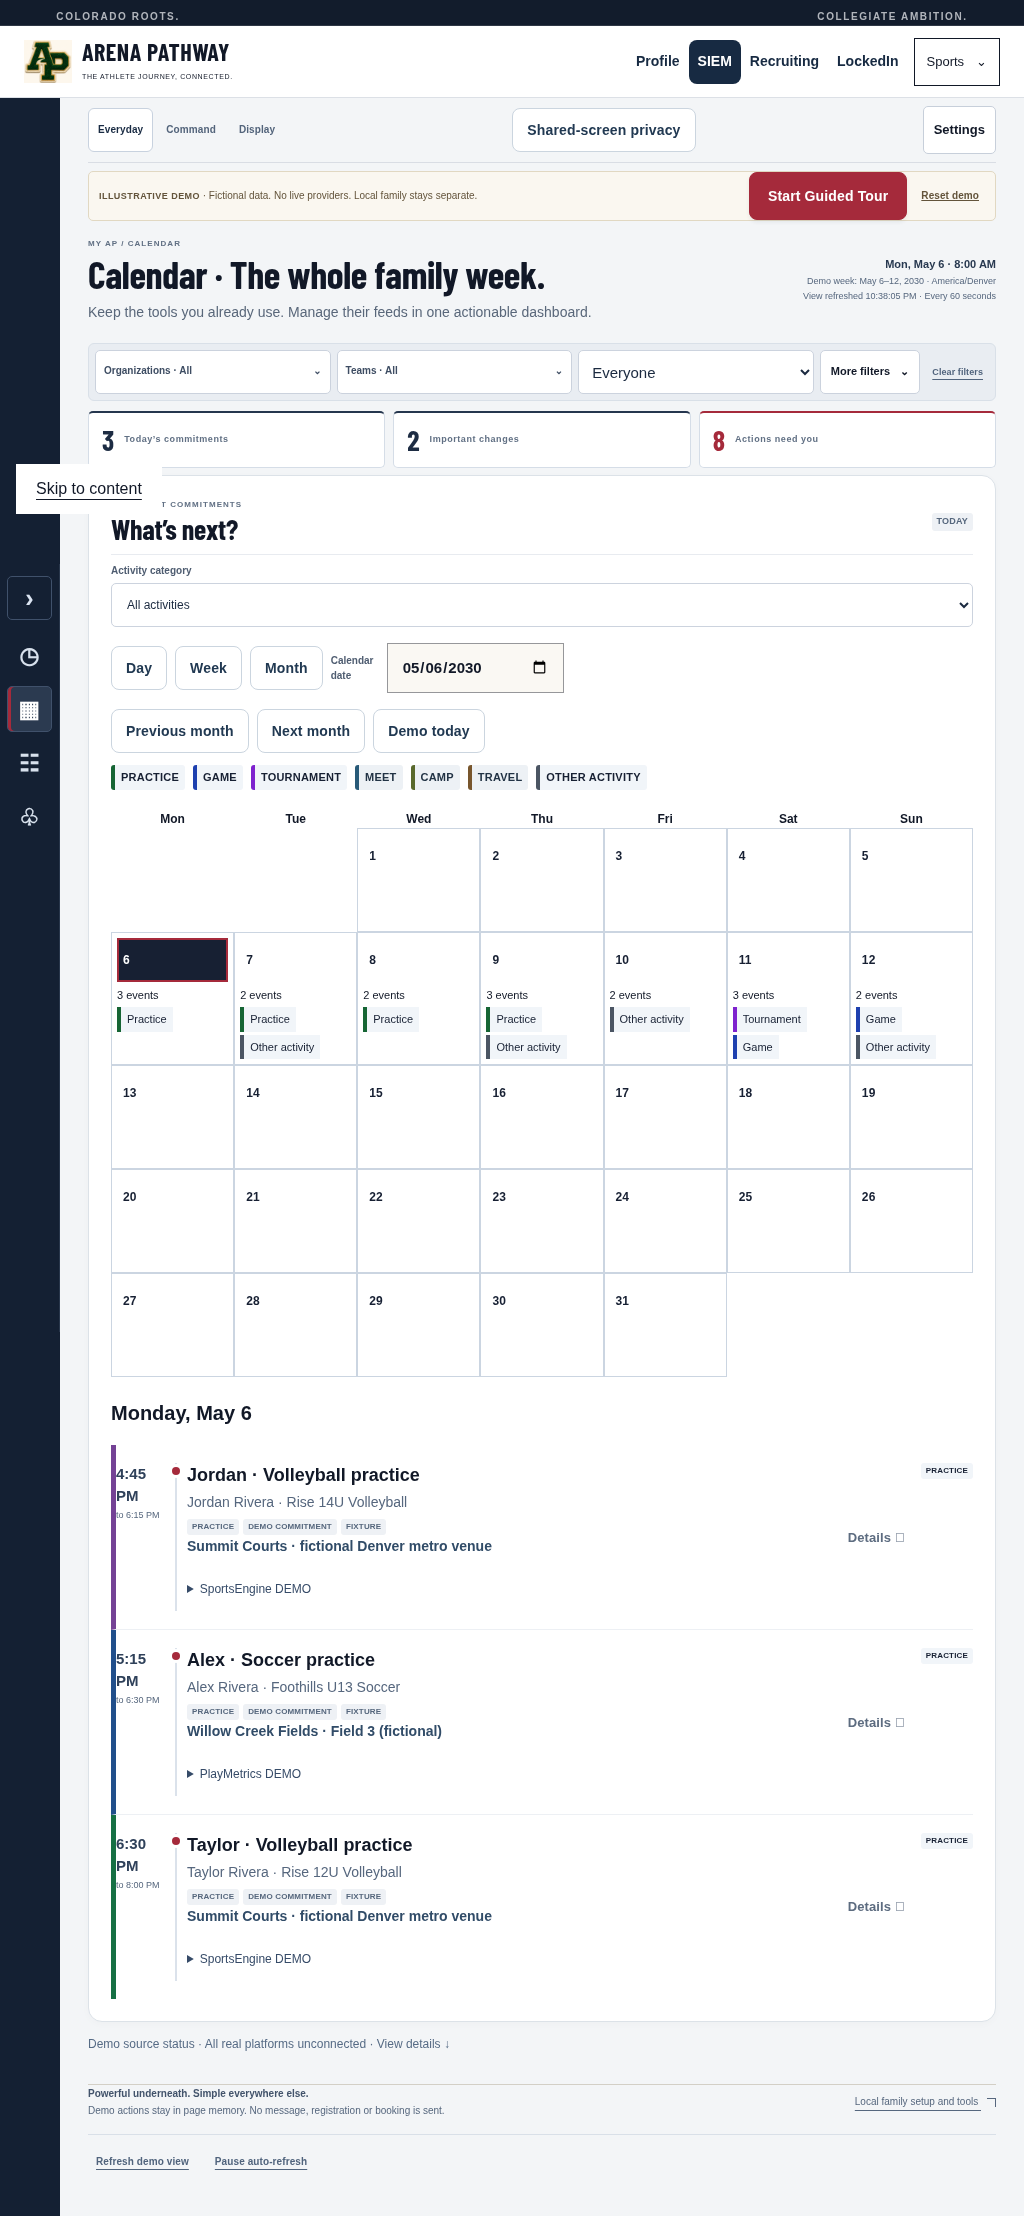 COLORADO ROOTS.
COLLEGIATE AMBITION.
AP
ARENA PATHWAY
THE ATHLETE JOURNEY, CONNECTED.
Profile SIEM Recruiting LockedIn Sports
Everyday Command Display Shared-screen privacy Settings
ILLUSTRATIVE DEMO · Fictional data. No live providers. Local family stays separate.
Start Guided Tour Reset demo
MY AP / CALENDAR
Calendar · The whole family week.
Keep the tools you already use. Manage their feeds in one actionable dashboard.
Mon, May 6 · 8:00 AM
Demo week: May 6–12, 2030 · America/Denver
View refreshed 10:38:05 PM · Every 60 seconds
Organizations · All Teams · All Everyone More filters Clear filters
3 Today's commitments 2 Important changes 8 Actions need you
Skip to content
T COMMITMENTS
What's next?
TODAY
Activity category
All activities
Day Week Month Calendar date 05/06/2030
Previous month Next month Demo today
PRACTICE GAME TOURNAMENT MEET CAMP TRAVEL OTHER ACTIVITY
Mon Tue Wed Thu Fri Sat Sun
1 2 3 4 5
6 7 8 9 10 11 12
3 events 2 events 2 events 3 events 2 events 3 events 2 events
Practice Practice Practice Practice Other activity Tournament Game
Other activity Other activity Game Other activity
13 14 15 16 17 18 19
20 21 22 23 24 25 26
27 28 29 30 31
Monday, May 6
4:45 PM
to 6:15 PM
Jordan · Volleyball practice
PRACTICE
Jordan Rivera · Rise 14U Volleyball
PRACTICE DEMO COMMITMENT FIXTURE
Summit Courts · fictional Denver metro venue
Details
SportsEngine DEMO
5:15 PM
to 6:30 PM
Alex · Soccer practice
PRACTICE
Alex Rivera · Foothills U13 Soccer
PRACTICE DEMO COMMITMENT FIXTURE
Willow Creek Fields · Field 3 (fictional)
Details
PlayMetrics DEMO
6:30 PM
to 8:00 PM
Taylor · Volleyball practice
PRACTICE
Taylor Rivera · Rise 12U Volleyball
PRACTICE DEMO COMMITMENT FIXTURE
Summit Courts · fictional Denver metro venue
Details
SportsEngine DEMO
Demo source status · All real platforms unconnected · View details ↓
Powerful underneath. Simple everywhere else.
Demo actions stay in page memory. No message, registration or booking is sent.
Local family setup and tools
Refresh demo view Pause auto-refresh